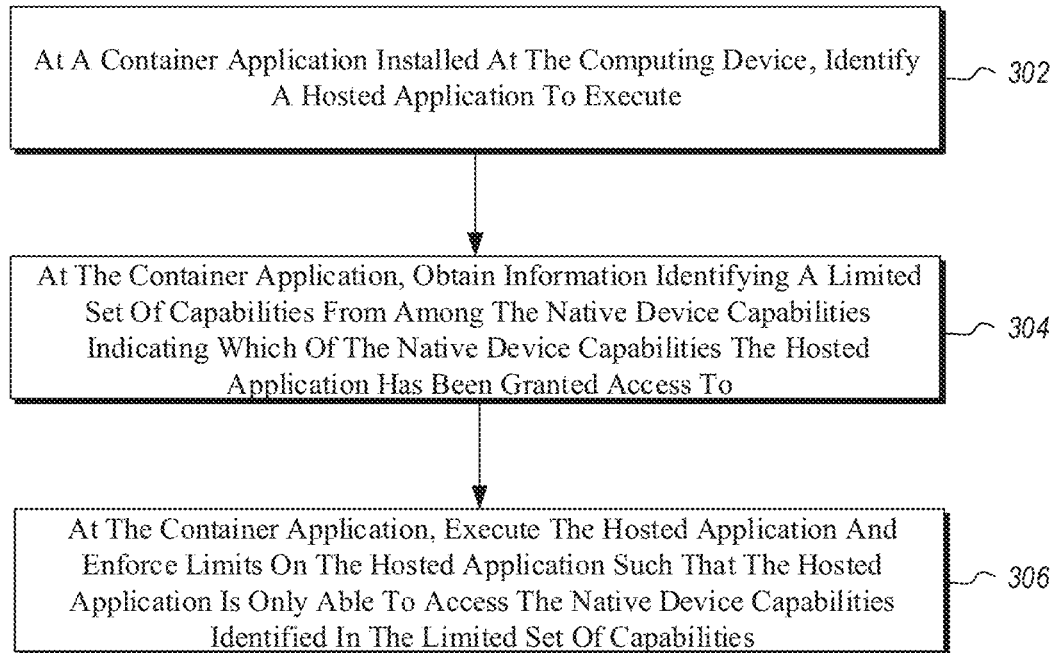 At A Container Application Installed At The Computing Device, Identify
A Hosted Application To Execute
302
At The Container Application, Obtain Information Identifying A Limited
Set Of Capabilities From Among The Native Device Capabilities
Indicating Which Of The Native Device Capabilities The Hosted
Application Has Been Granted Access To
304
At The Container Application, Execute The Hosted Application And
Enforce Limits On The Hosted Application Such That The Hosted
Application Is Only Able To Access The Native Device Capabilities
Identified In The Limited Set Of Capabilities
306